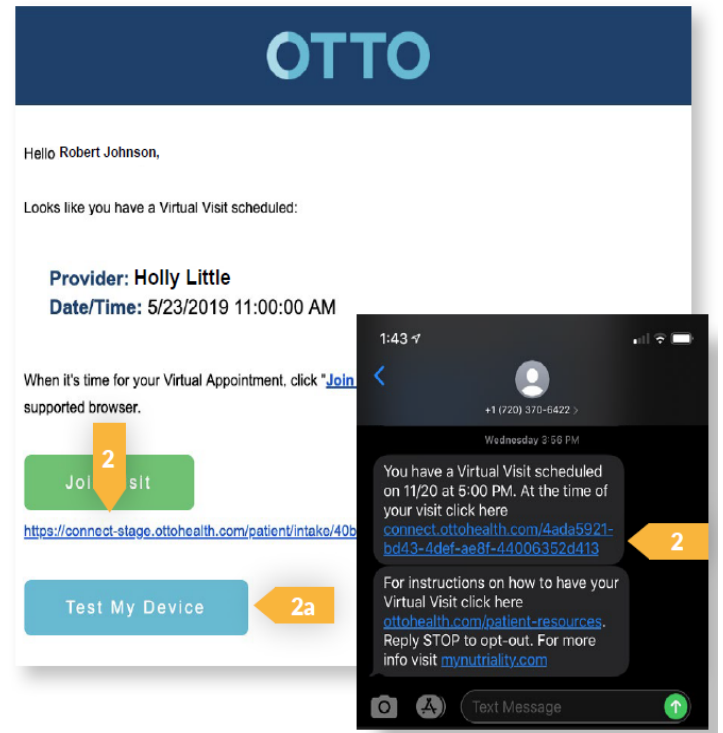 OTTO
Hello Robert Johnson,
Looks like you have a Virtual Visit scheduled:
Provider: Holly Little
Date/Time: 5/23/2019 11:00:00 AM
When it's time for your Virtual Appointment, click "Join
supported browser.
2
https://connect-stage.ottohealth.com/patient/intake/40b
Test My Device
2a
1:43
+1 (720) 370-6422 >
Wednesday 3:56 PM
You have a Virtual Visit scheduled
on 11/20 at 5:00 PM. At the time of
your visit click here
connect.ottohealth.com/4ada5921-
bd43-4def-ae8f-44006352d413
2
For instructions on how to have your
Virtual Visit click here
ottohealth.com/patient-resources.
Reply STOP to opt-out. For more
info visit mynutriality.com
Text Message